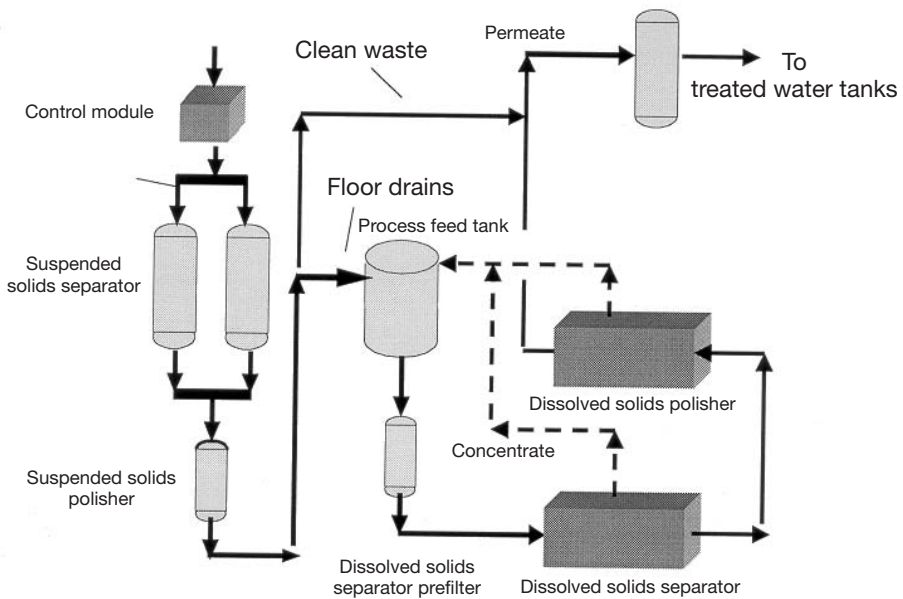 Permeate
Clean waste
To
treated water tanks
Control module
Floor drains
Process feed tank
Suspended
solids separator
Dissolved solids polisher
Concentrate
Suspended solids
polisher
Dissolved solids
separator prefilter
Dissolved solids separator